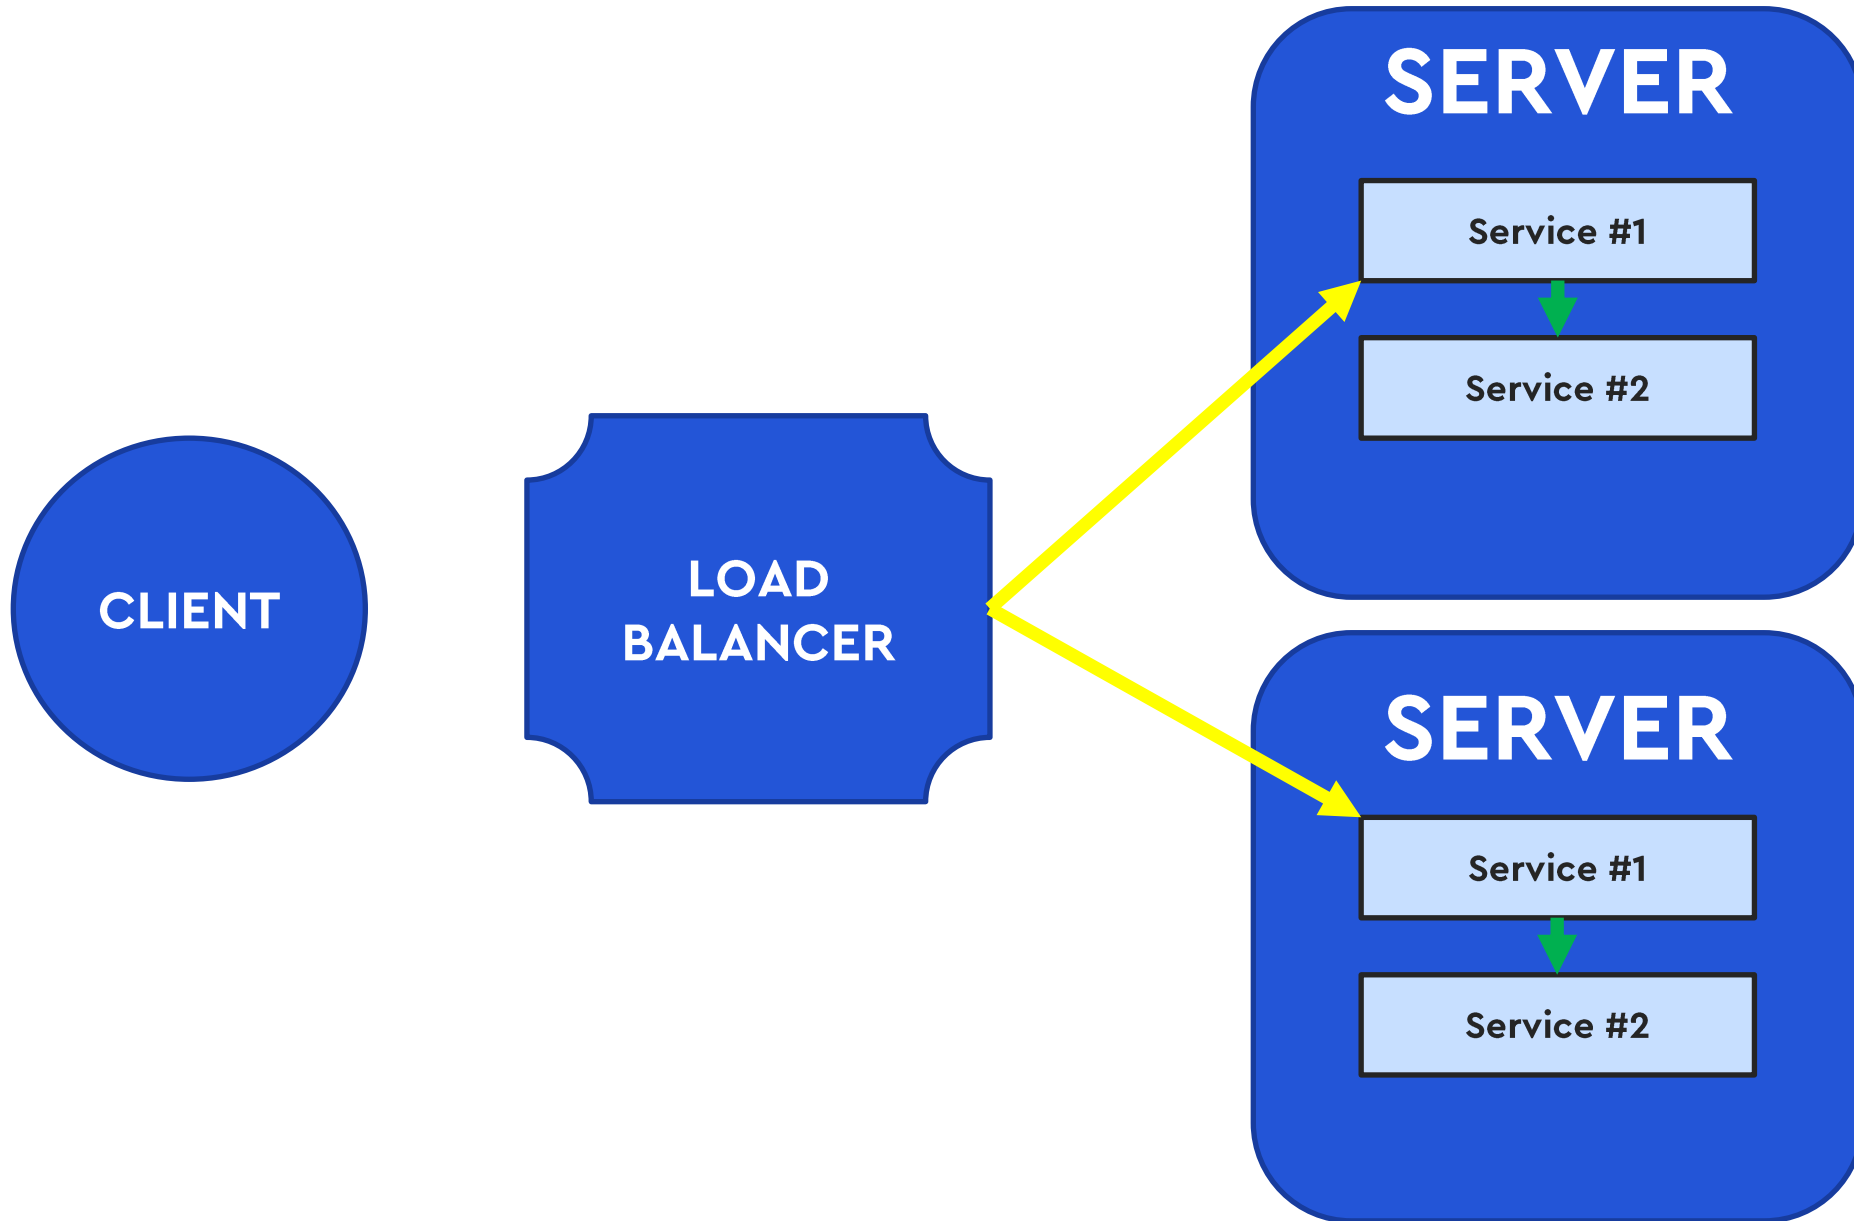 CLIENT
LOAD
BALANCER
SERVER
Service #1
Service #2
SERVER
Service #1
Service #2